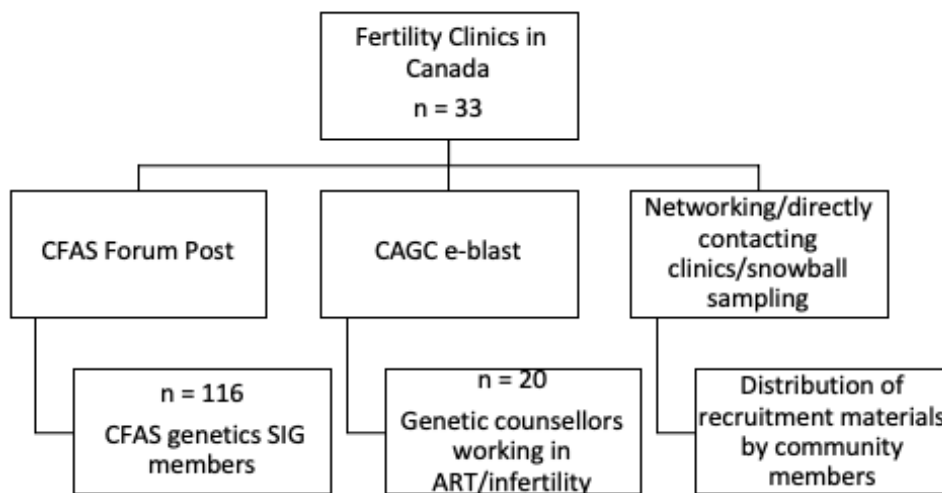 Fertility Clinics in
Canada
n = 33
CFAS Forum Post
CAGC e-blast
Networking/directly
contacting
clinics/snowball
sampling
n = 116
CFAS genetics SIG
members
n = 20
Genetic counsellors
working in
ART/infertility
Distribution of
recruitment materials
by community
members